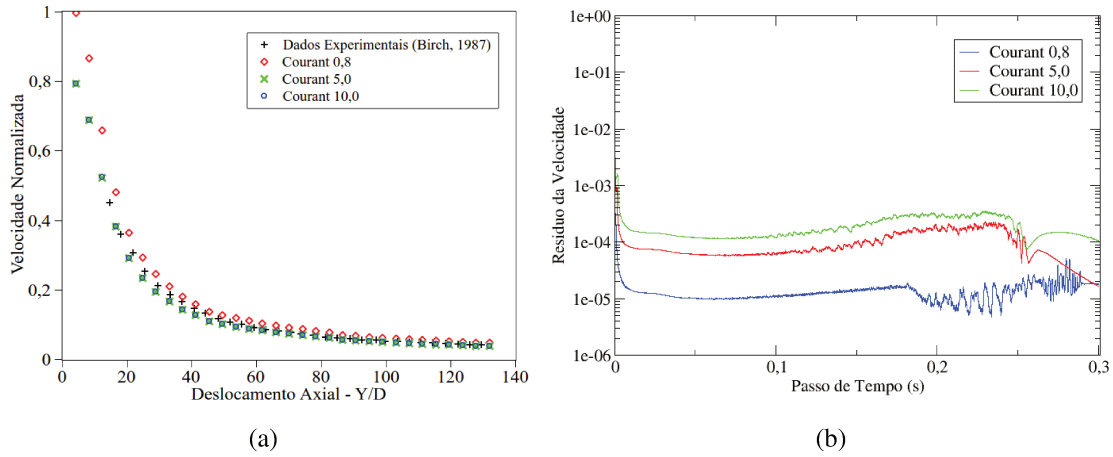 1
0,8
0,6
0,4
0,2
0
Velocidade Normalizada
0
20
40
60
80
100
120
140
Deslocamento Axial - Y/D
Dados Experimentais (Birch, 1987)
Courant 0,8
Courant 5,0
Courant 10,0
(a)
1e+00
1e-01
1e-02
1e-03
1e-04
1e-05
1e-06
Residuo da Velocidade
0
0,1
0,2
0,3
Passo de Tempo (s)
Courant 0,8
Courant 5,0
Courant 10,0
(b)